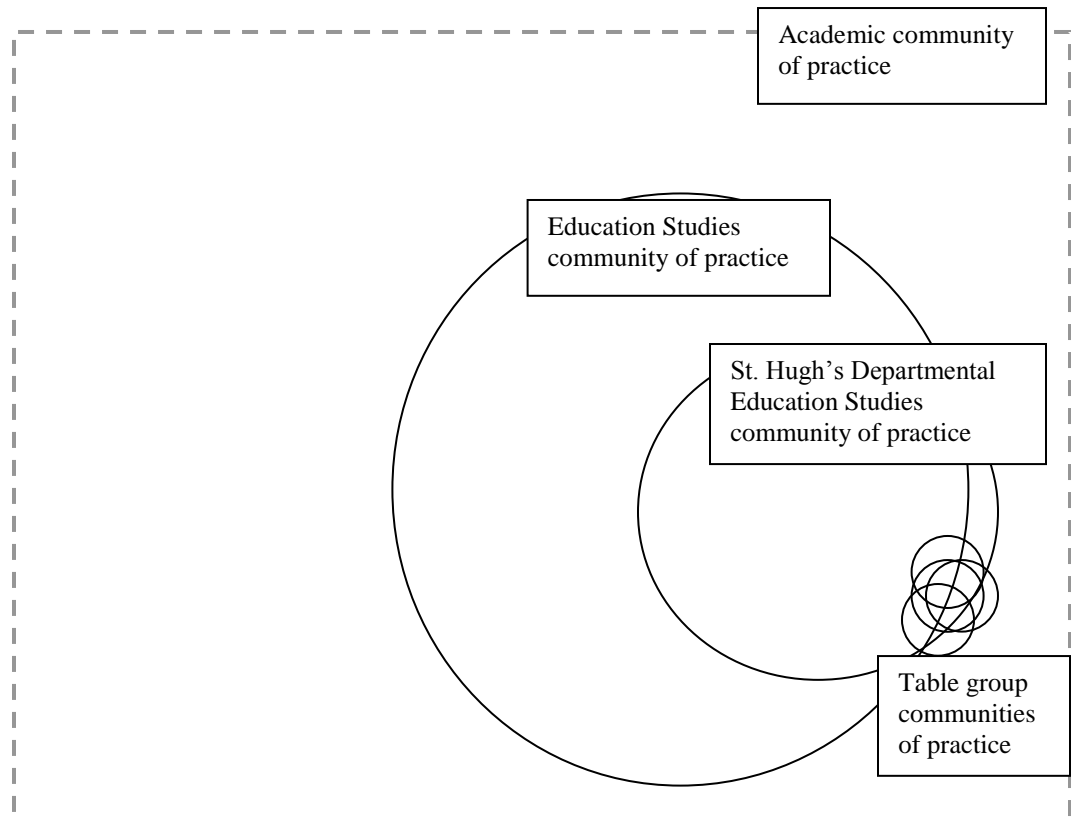 Academic community
of practice
Education Studies
community of practice
St. Hugh’s Departmental
Education Studies
community of practice
Table group
communities
of practice